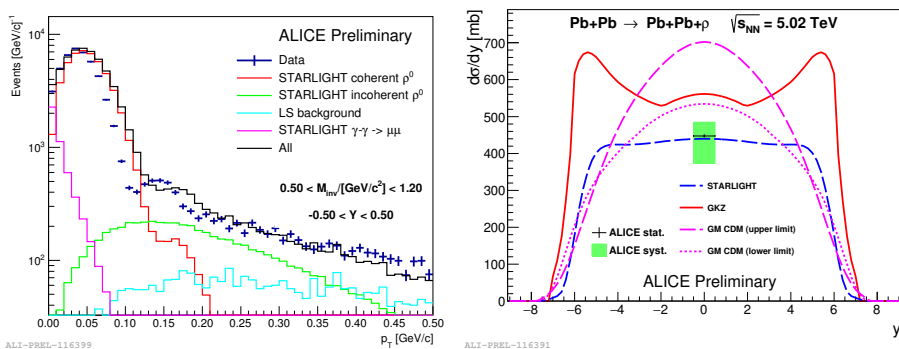 Events [GeV/c]⁻¹
10⁴
10³
10²
ALICE Preliminary
Data
STARLIGHT coherent ρ⁰
STARLIGHT incoherent ρ⁰
LS background
STARLIGHT γ-γ -> μμ
All
0.50 < M_inv/[GeV/c²] < 1.20
-0.50 < Y < 0.50
0.00 0.05 0.10 0.15 0.20 0.25 0.30 0.35 0.40 0.45 0.50
p_T [GeV/c]
ALI-PREL-116399
dσ/dy [mb]
Pb+Pb → Pb+Pb+ρ √s_NN = 5.02 TeV
700
600
500
400
300
200
100
0
STARLIGHT
GKZ
GM CDM (upper limit)
GM CDM (lower limit)
ALICE stat.
ALICE syst.
ALICE Preliminary
−8 −6 −4 −2 0 2 4 6 8
y
ALI-PREL-116391